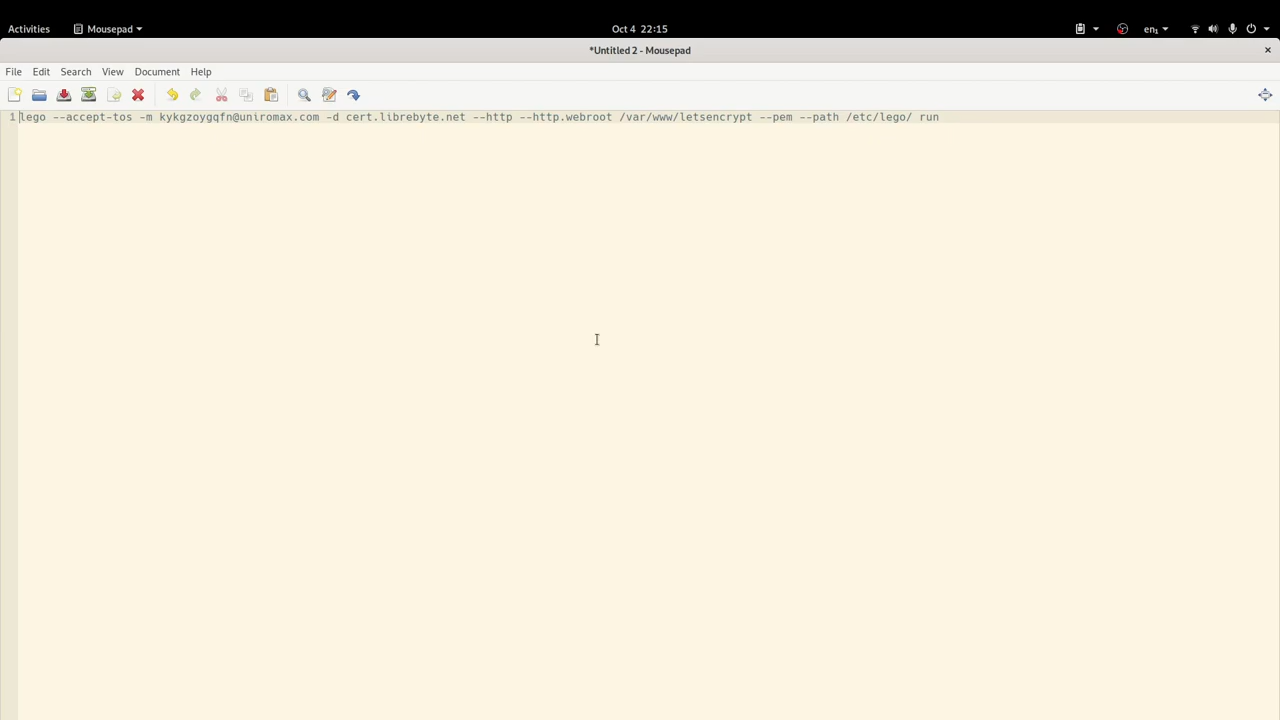 Activities Mousepad Oct 4 22:15 en₁
*Untitled 2 - Mousepad
File Edit Search View Document Help
1 lego --accept-tos -m kykgzoygqfn@uniromax.com -d cert.librebyte.net --http --http.webroot /var/www/letsencrypt --pem --path /etc/lego/ run